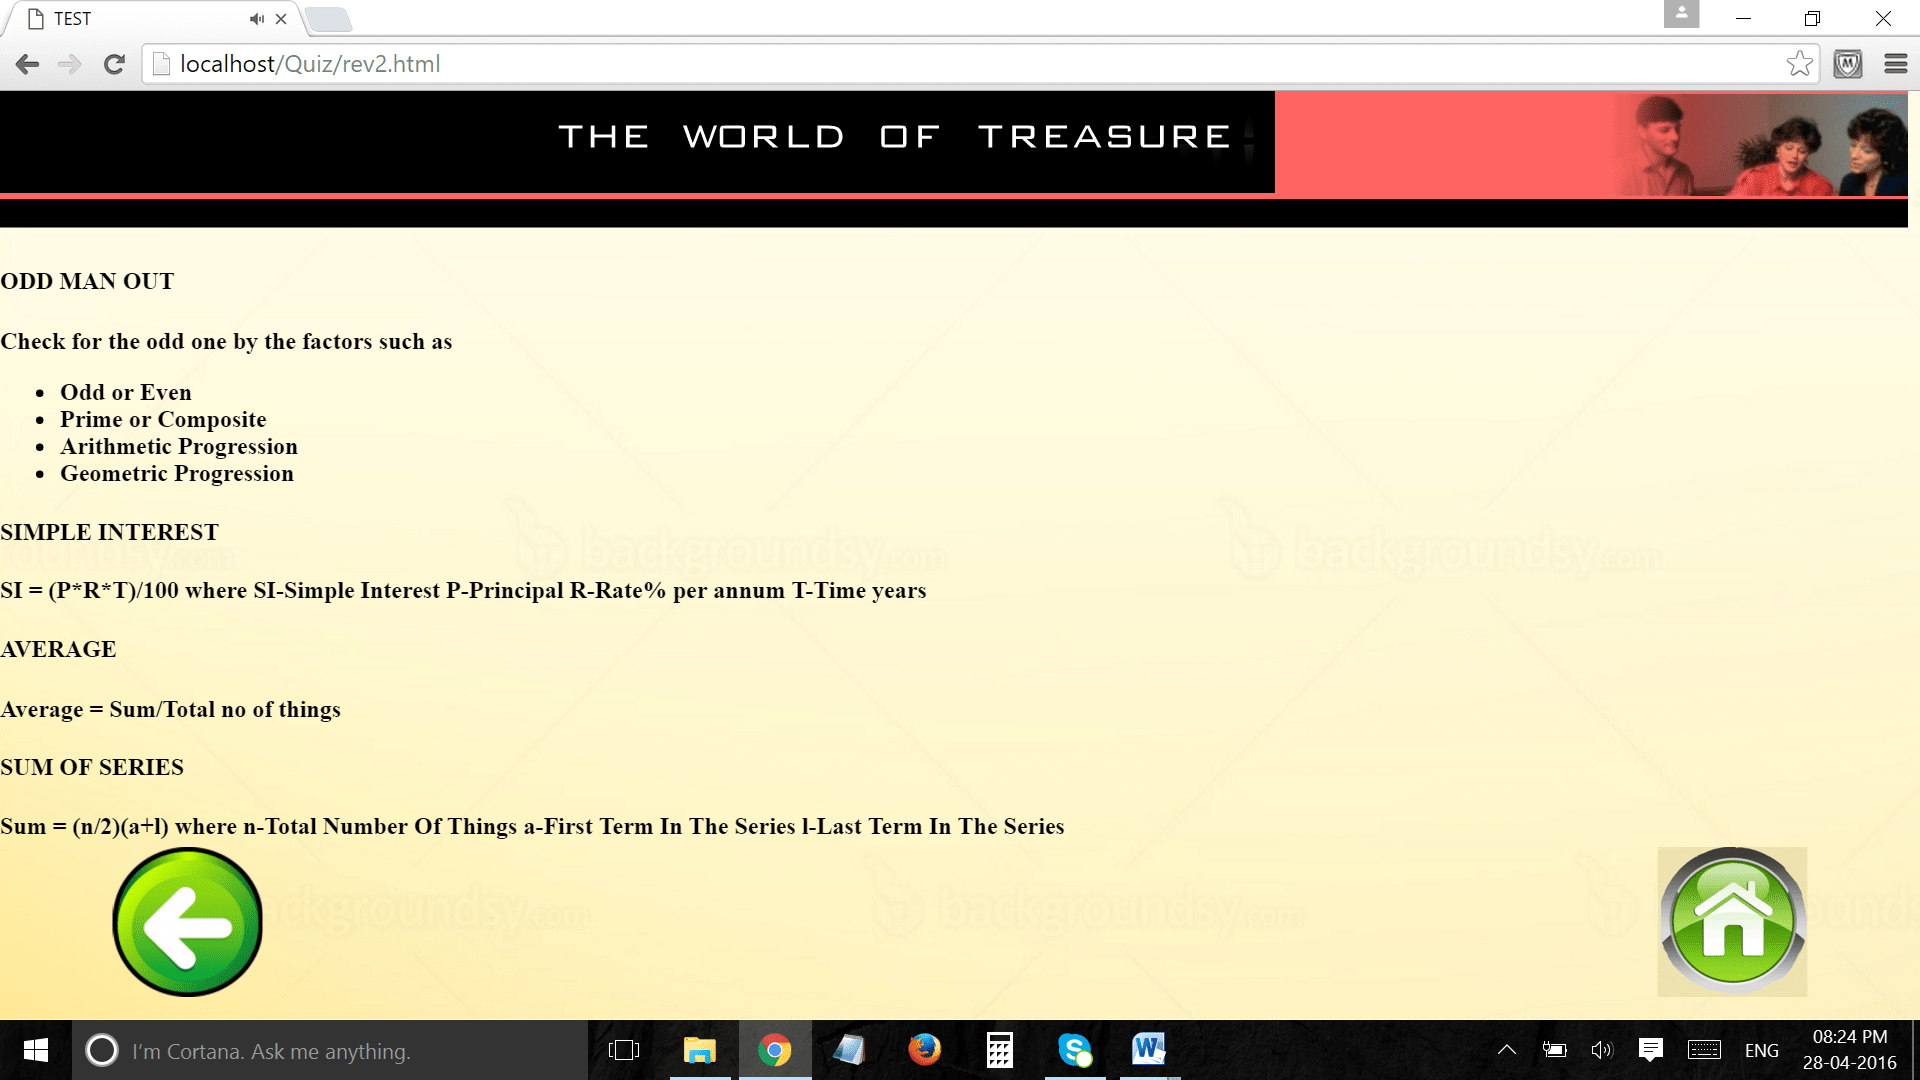 TEST
localhost/Quiz/rev2.html
THE WORLD OF TREASURE
ODD MAN OUT
Check for the odd one by the factors such as
• Odd or Even
• Prime or Composite
• Arithmetic Progression
• Geometric Progression
SIMPLE INTEREST
backgroundsy.com
backgroundsy.com
SI = (P*R*T)/100 where SI-Simple Interest P-Principal R-Rate% per annum T-Time years
AVERAGE
Average = Sum/Total no of things
SUM OF SERIES
Sum = (n/2)(a+l) where n-Total Number Of Things a-First Term In The Series l-Last Term In The Series
backgroundsy.com
I'm Cortana. Ask me anything.
ENG
08:24 PM
28-04-2016